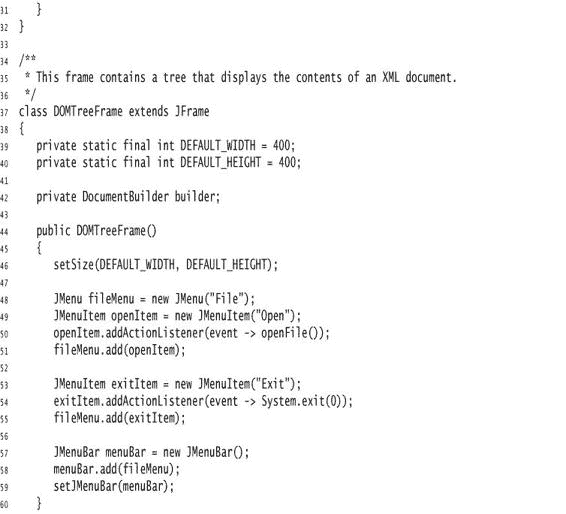 31    }
32 }
33
34 /**
35  * This frame contains a tree that displays the contents of an XML document.
36  */
37 class DOMTreeFrame extends JFrame
38 {
39    private static final int DEFAULT_WIDTH = 400;
40    private static final int DEFAULT_HEIGHT = 400;
41
42    private DocumentBuilder builder;
43
44    public DOMTreeFrame()
45    {
46       setSize(DEFAULT_WIDTH, DEFAULT_HEIGHT);
47
48       JMenu fileMenu = new JMenu("File");
49       JMenuItem openItem = new JMenuItem("Open");
50       openItem.addActionListener(event -> openFile());
51       fileMenu.add(openItem);
52
53       JMenuItem exitItem = new JMenuItem("Exit");
54       exitItem.addActionListener(event -> System.exit(0));
55       fileMenu.add(exitItem);
56
57       JMenuBar menuBar = new JMenuBar();
58       menuBar.add(fileMenu);
59       setJMenuBar(menuBar);
60    }